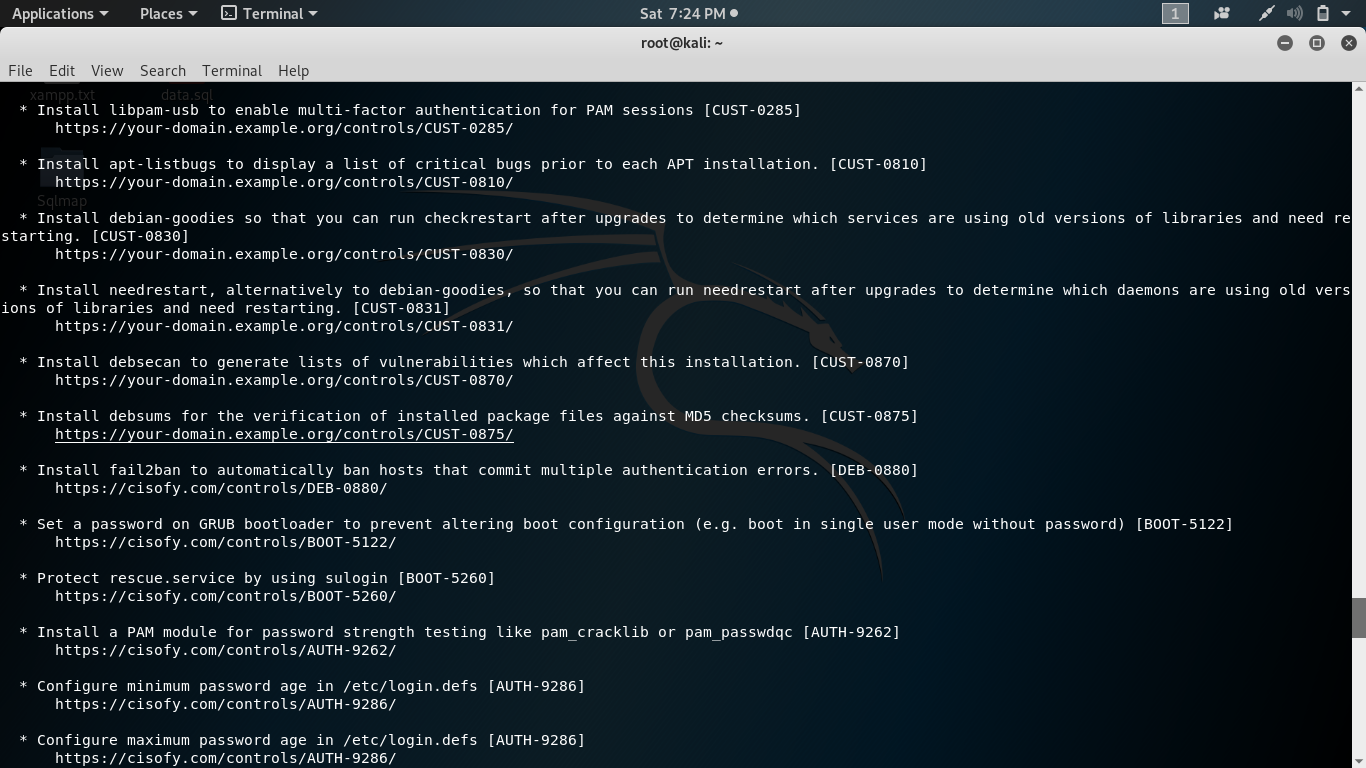 Applications Places Terminal Sat 7:24 PM 1
root@kali: ~
File Edit View Search Terminal Help
xampp.txt data.sql
* Install libpam-usb to enable multi-factor authentication for PAM sessions [CUST-0285]
https://your-domain.example.org/controls/CUST-0285/
* Install apt-listbugs to display a list of critical bugs prior to each APT installation. [CUST-0810]
https://your-domain.example.org/controls/CUST-0810/
Sqlmap
* Install debian-goodies so that you can run checkrestart after upgrades to determine which services are using old versions of libraries and need re
starting. [CUST-0830]
https://your-domain.example.org/controls/CUST-0830/
* Install needrestart, alternatively to debian-goodies, so that you can run needrestart after upgrades to determine which daemons are using old vers
ions of libraries and need restarting. [CUST-0831]
https://your-domain.example.org/controls/CUST-0831/
* Install debsecan to generate lists of vulnerabilities which affect this installation. [CUST-0870]
https://your-domain.example.org/controls/CUST-0870/
* Install debsums for the verification of installed package files against MD5 checksums. [CUST-0875]
https://your-domain.example.org/controls/CUST-0875/
* Install fail2ban to automatically ban hosts that commit multiple authentication errors. [DEB-0880]
https://cisofy.com/controls/DEB-0880/
* Set a password on GRUB bootloader to prevent altering boot configuration (e.g. boot in single user mode without password) [BOOT-5122]
https://cisofy.com/controls/BOOT-5122/
* Protect rescue.service by using sulogin [BOOT-5260]
https://cisofy.com/controls/BOOT-5260/
* Install a PAM module for password strength testing like pam_cracklib or pam_passwdqc [AUTH-9262]
https://cisofy.com/controls/AUTH-9262/
* Configure minimum password age in /etc/login.defs [AUTH-9286]
https://cisofy.com/controls/AUTH-9286/
* Configure maximum password age in /etc/login.defs [AUTH-9286]
https://cisofy.com/controls/AUTH-9286/